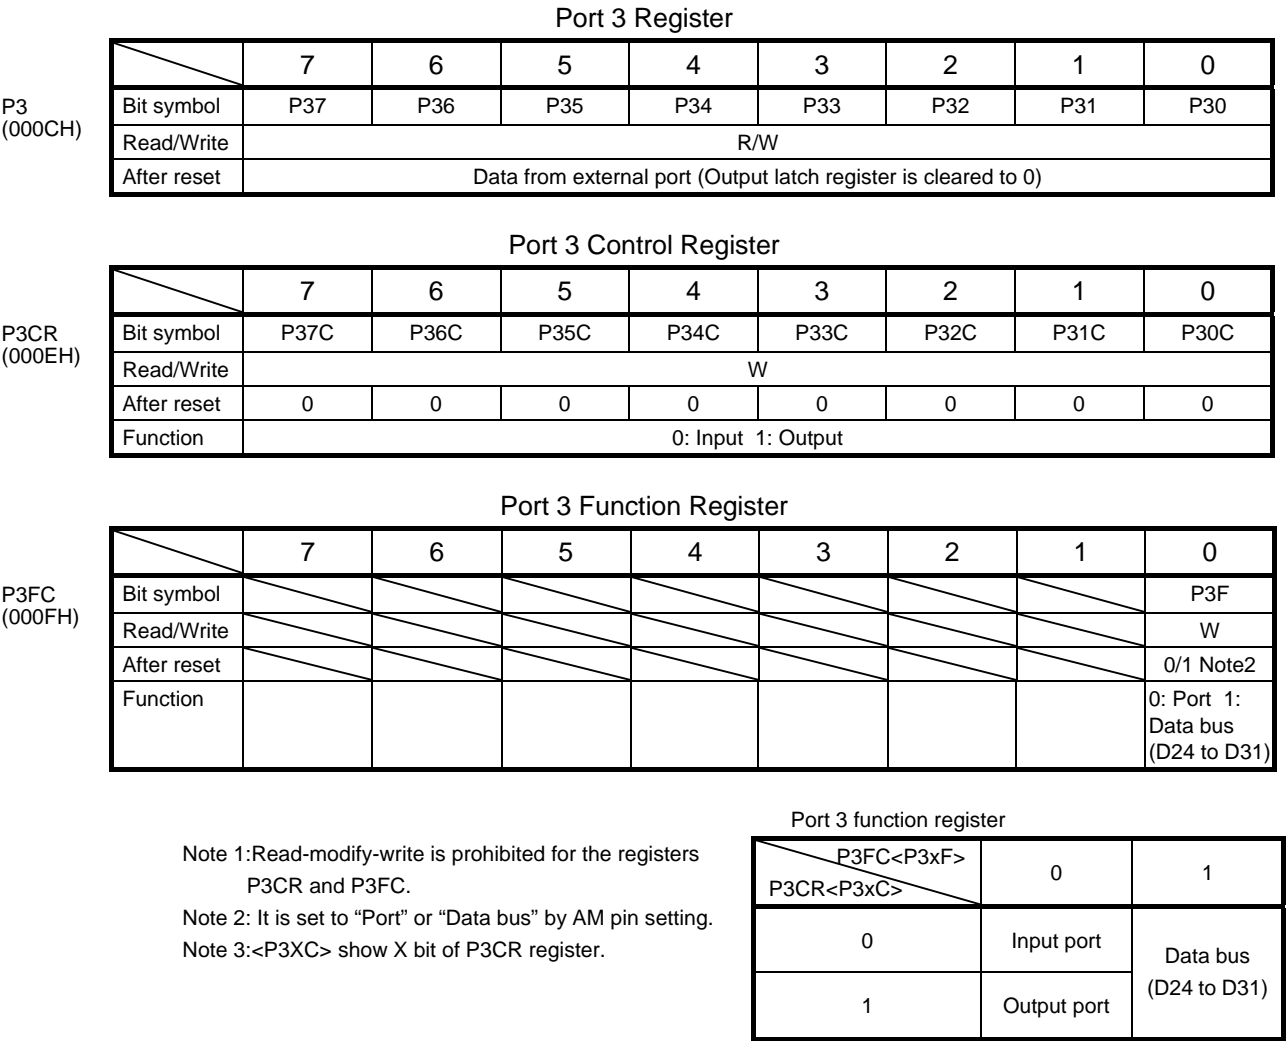 Port 3 Register
7 6 5 4 3 2 1 0
P3
(000CH)
Bit symbol P37 P36 P35 P34 P33 P32 P31 P30
Read/Write R/W
After reset Data from external port (Output latch register is cleared to 0)
Port 3 Control Register
7 6 5 4 3 2 1 0
P3CR
(000EH)
Bit symbol P37C P36C P35C P34C P33C P32C P31C P30C
Read/Write W
After reset 0 0 0 0 0 0 0 0
Function 0: Input 1: Output
Port 3 Function Register
7 6 5 4 3 2 1 0
P3FC
(000FH)
Bit symbol P3F
Read/Write W
After reset 0/1 Note2
Function 0: Port 1:
Data bus
(D24 to D31)
Note 1:Read-modify-write is prohibited for the registers
P3CR and P3FC.
Note 2: It is set to “Port” or “Data bus” by AM pin setting.
Note 3:<P3XC> show X bit of P3CR register.
Port 3 function register
P3FC<P3xF>
P3CR<P3xC>
0 1
0 Input port
1 Output port
Data bus
(D24 to D31)